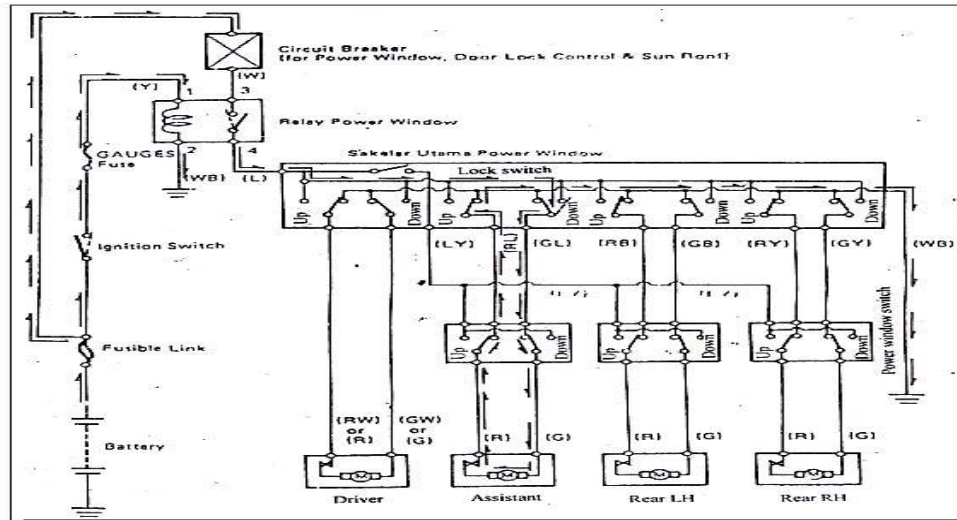 Circuit Breaker
(for Power Window, Door Lock Control & Sun Roof)
(W)
(Y)
1
3
Relay Power Window
GAUGES
Fuse
2
4
(WB)
(L)
Sakelar Utama Power Window
Lock switch
Up
Down
Up
Down
Up
Down
Up
Down
Ignition Switch
(LY)
(RL)
(GL)
(RB)
(GB)
(RY)
(GY)
(WB)
Power window switch
Up
Down
Up
Down
Up
Down
Fusible Link
Battery
(RW)
or
(R)
(GW)
or
(G)
(R)
(G)
(R)
(G)
(R)
(G)
M
M
M
M
Driver
Assistant
Rear LH
Rear RH